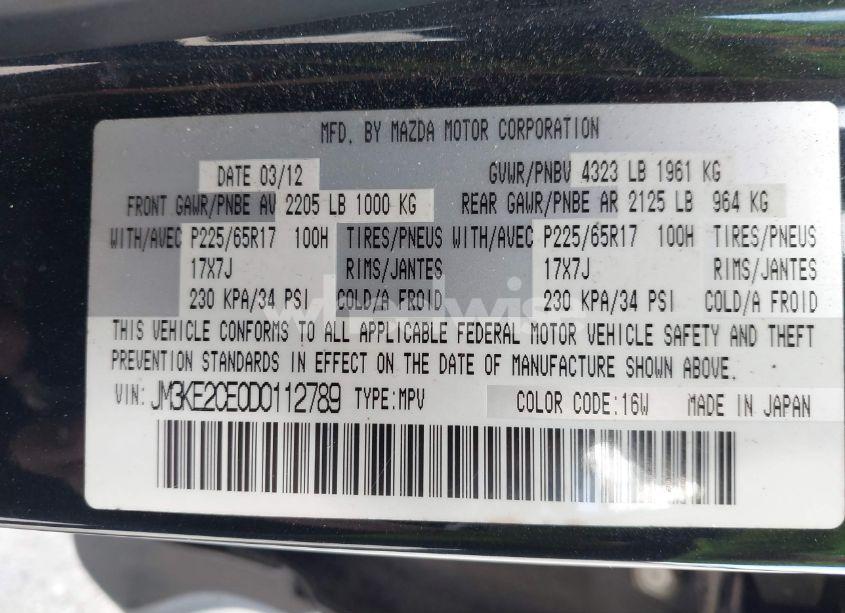 MFD. BY MAZDA MOTOR CORPORATION
DATE 03/12 GVWR/PNBV 4323 LB 1961 KG
FRONT GAWR/PNBE AV 2205 LB 1000 KG REAR GAWR/PNBE AR 2125 LB 964 KG
WITH/AVEC P225/65R17 100H TIRES/PNEUS WITH/AVEC P225/65R17 100H TIRES/PNEUS
17X7J RIMS/JANTES 17X7J RIMS/JANTES
230 KPA/34 PSI COLD/A FROID 230 KPA/34 PSI COLD/A FROID
THIS VEHICLE CONFORMS TO ALL APPLICABLE FEDERAL MOTOR VEHICLE SAFETY AND THEFT
PREVENTION STANDARDS IN EFFECT ON THE DATE OF MANUFACTURE SHOWN ABOVE.
VIN: JM3KE2CE0D0112789 TYPE:MPV COLOR CODE:16W MADE IN JAPAN